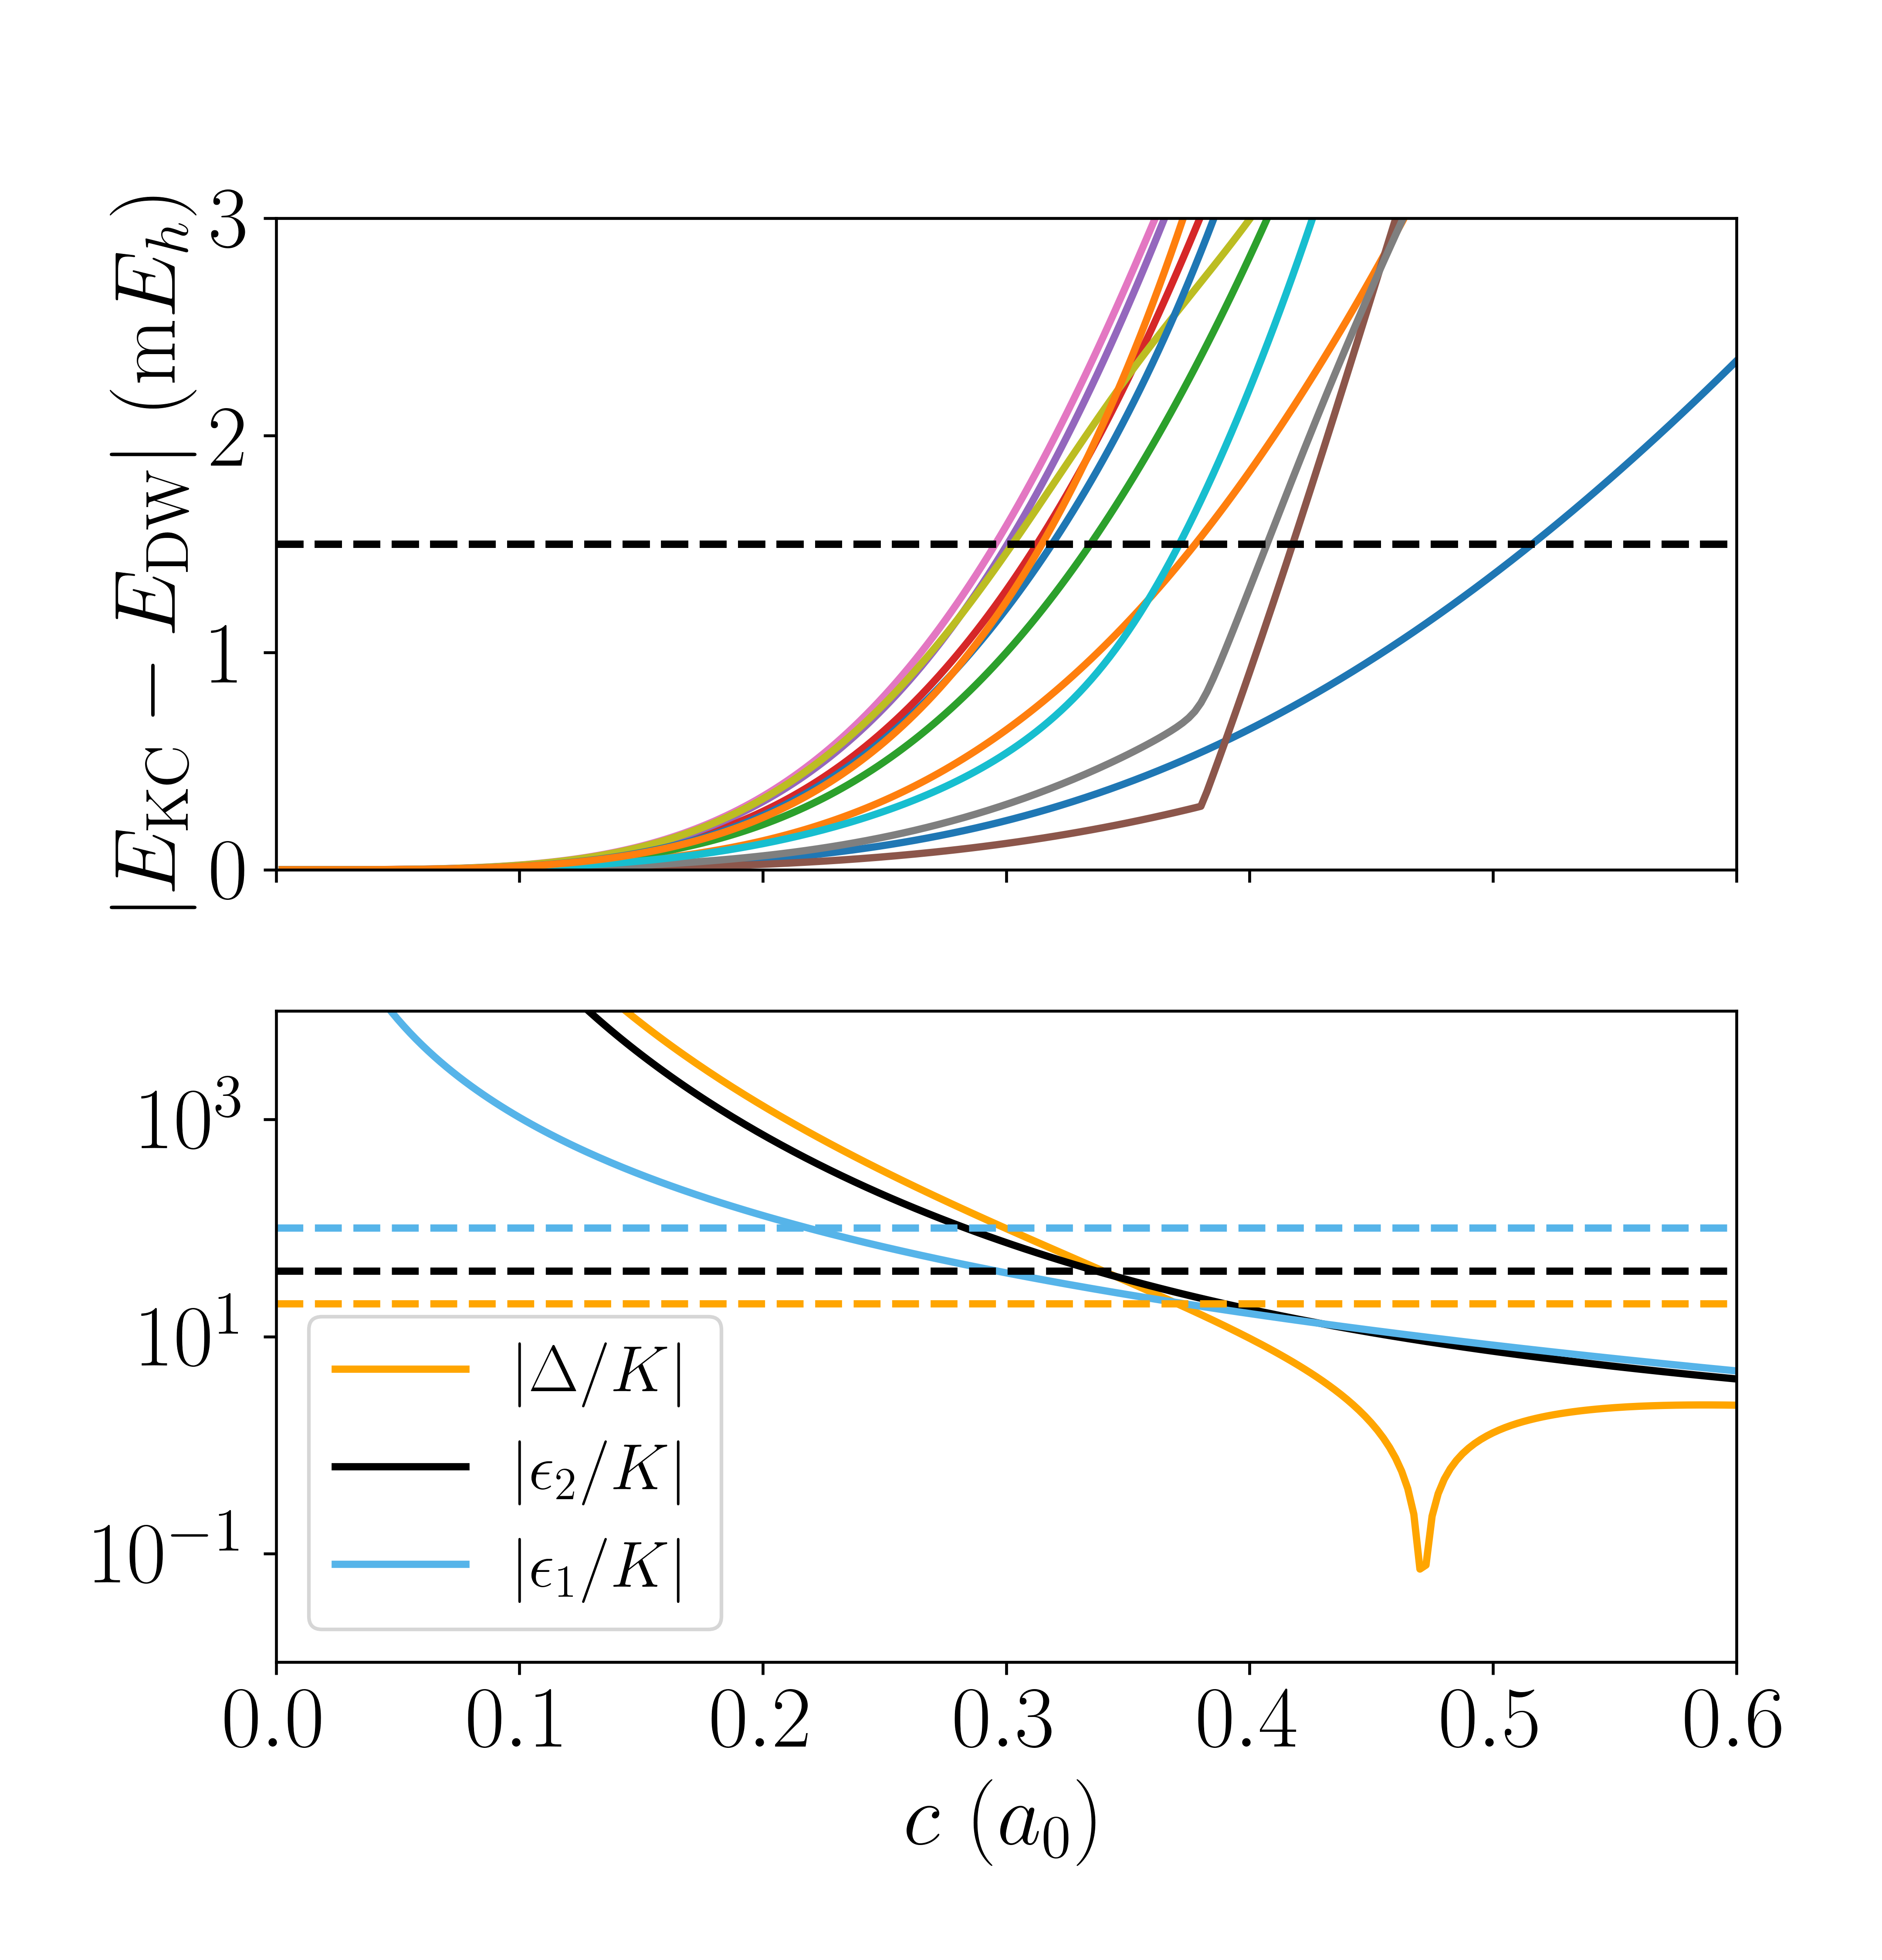 |E_KC − E_DW| (mE_h)
3
2
1
0
10^3
10^1
10^−1
|Δ/K|
|ϵ_2/K|
|ϵ_1/K|
0.0 0.1 0.2 0.3 0.4 0.5 0.6
c (a_0)